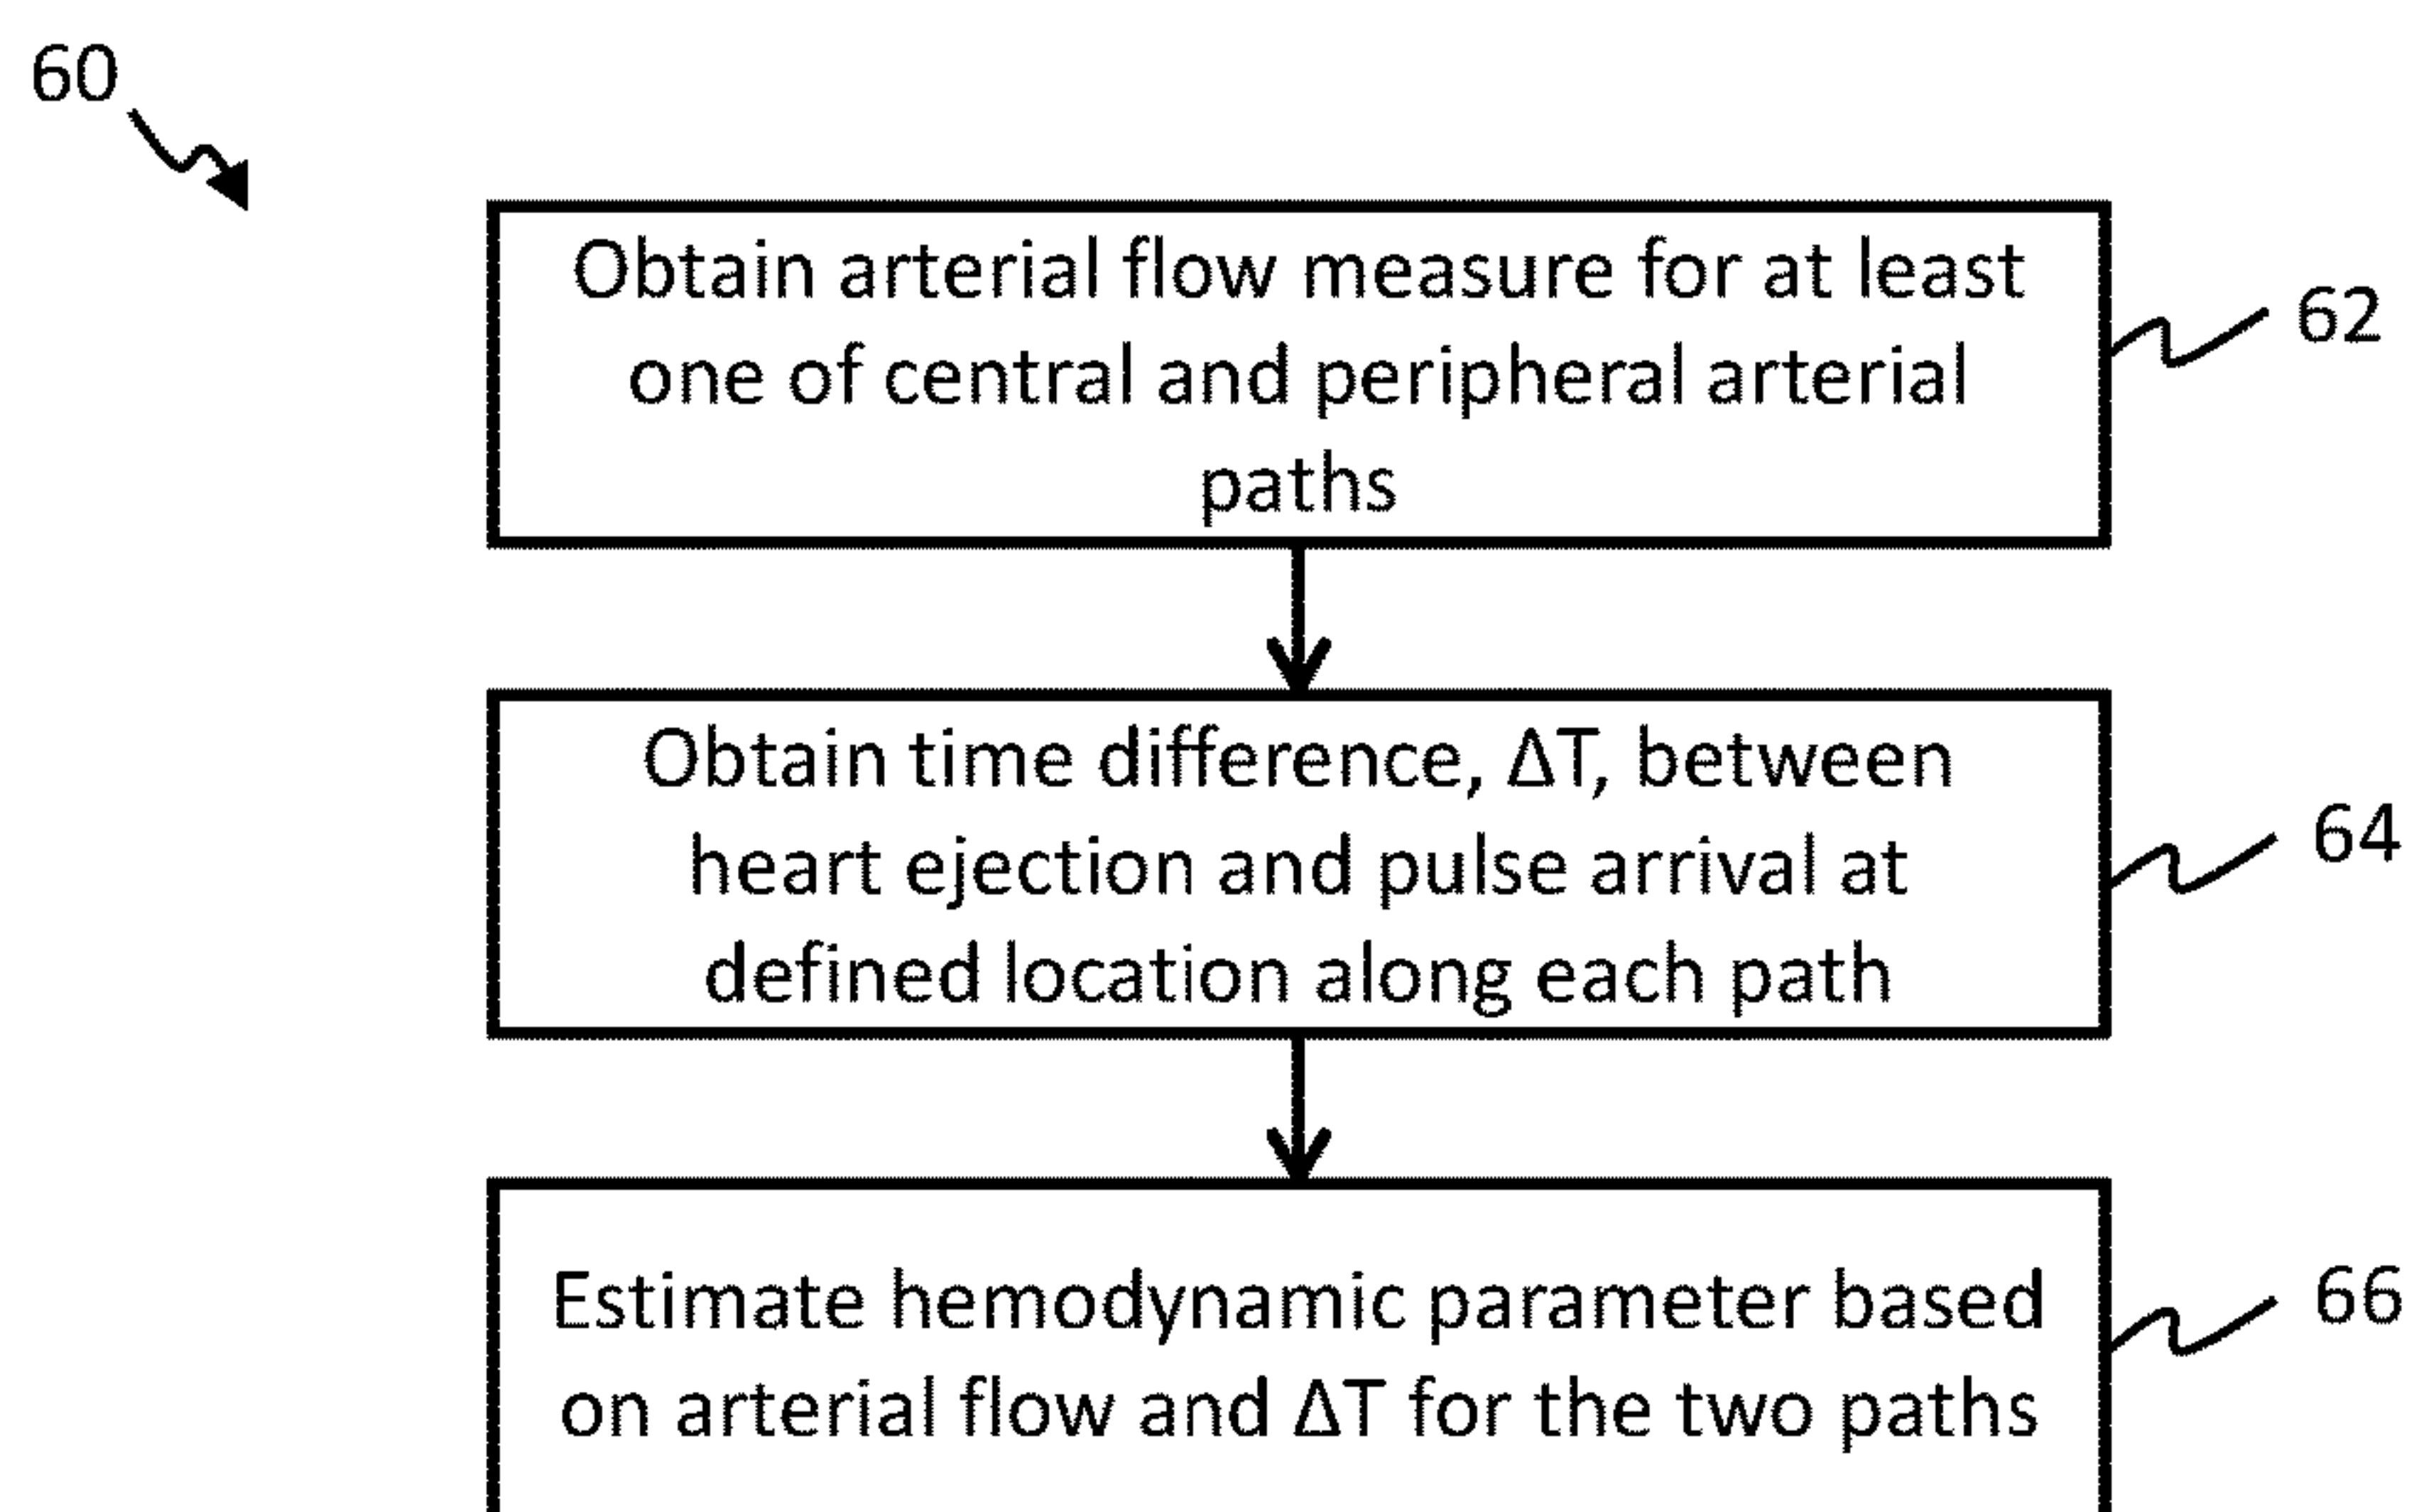 60
Obtain arterial flow measure for at least
one of central and peripheral arterial
paths
62
Obtain time difference, ΔT, between
heart ejection and pulse arrival at
defined location along each path
64
Estimate hemodynamic parameter based
on arterial flow and ΔT for the two paths
66